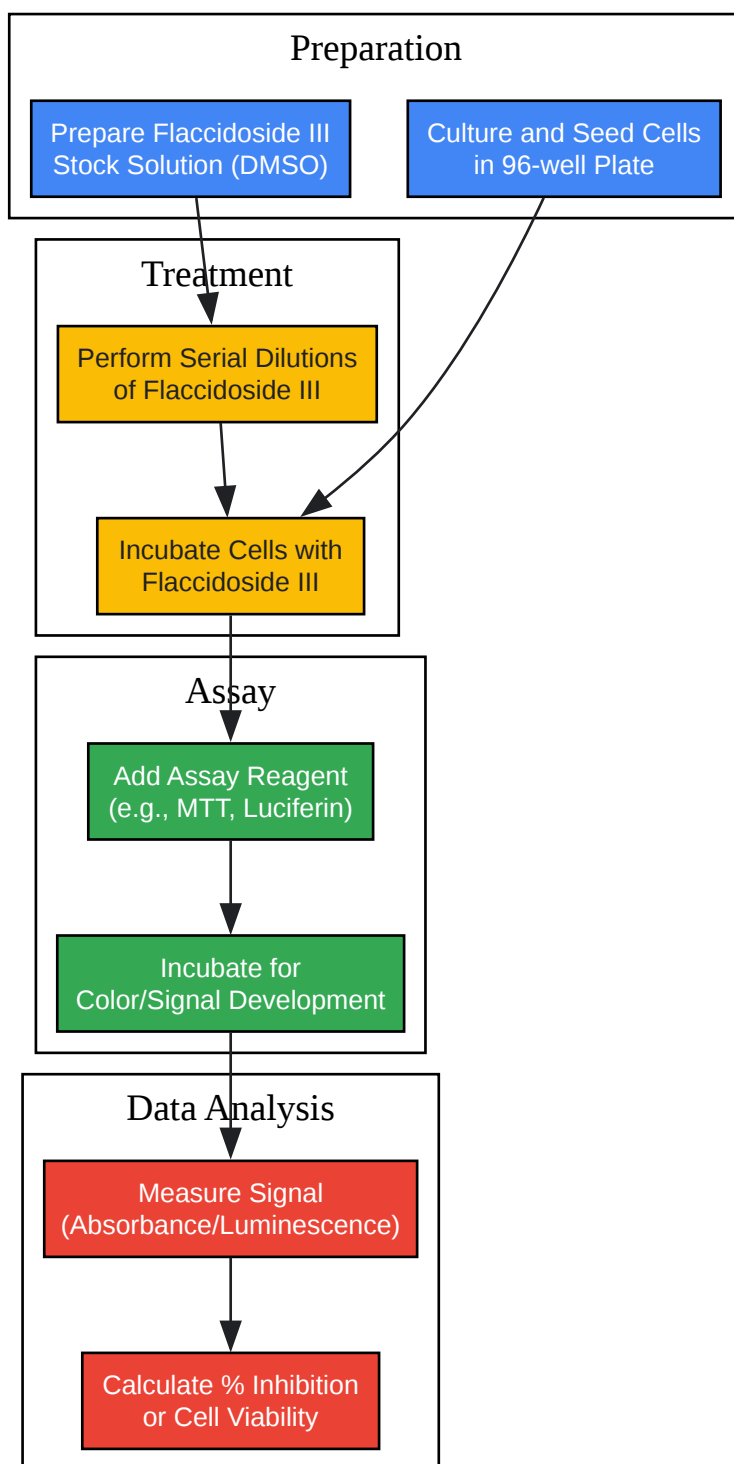 Preparation
Prepare Flaccidoside III
Stock Solution (DMSO)
Culture and Seed Cells
in 96-well Plate
Treatment
Perform Serial Dilutions
of Flaccidoside III
Incubate Cells with
Flaccidoside III
Assay
Add Assay Reagent
(e.g., MTT, Luciferin)
Incubate for
Color/Signal Development
Data Analysis
Measure Signal
(Absorbance/Luminescence)
Calculate % Inhibition
or Cell Viability